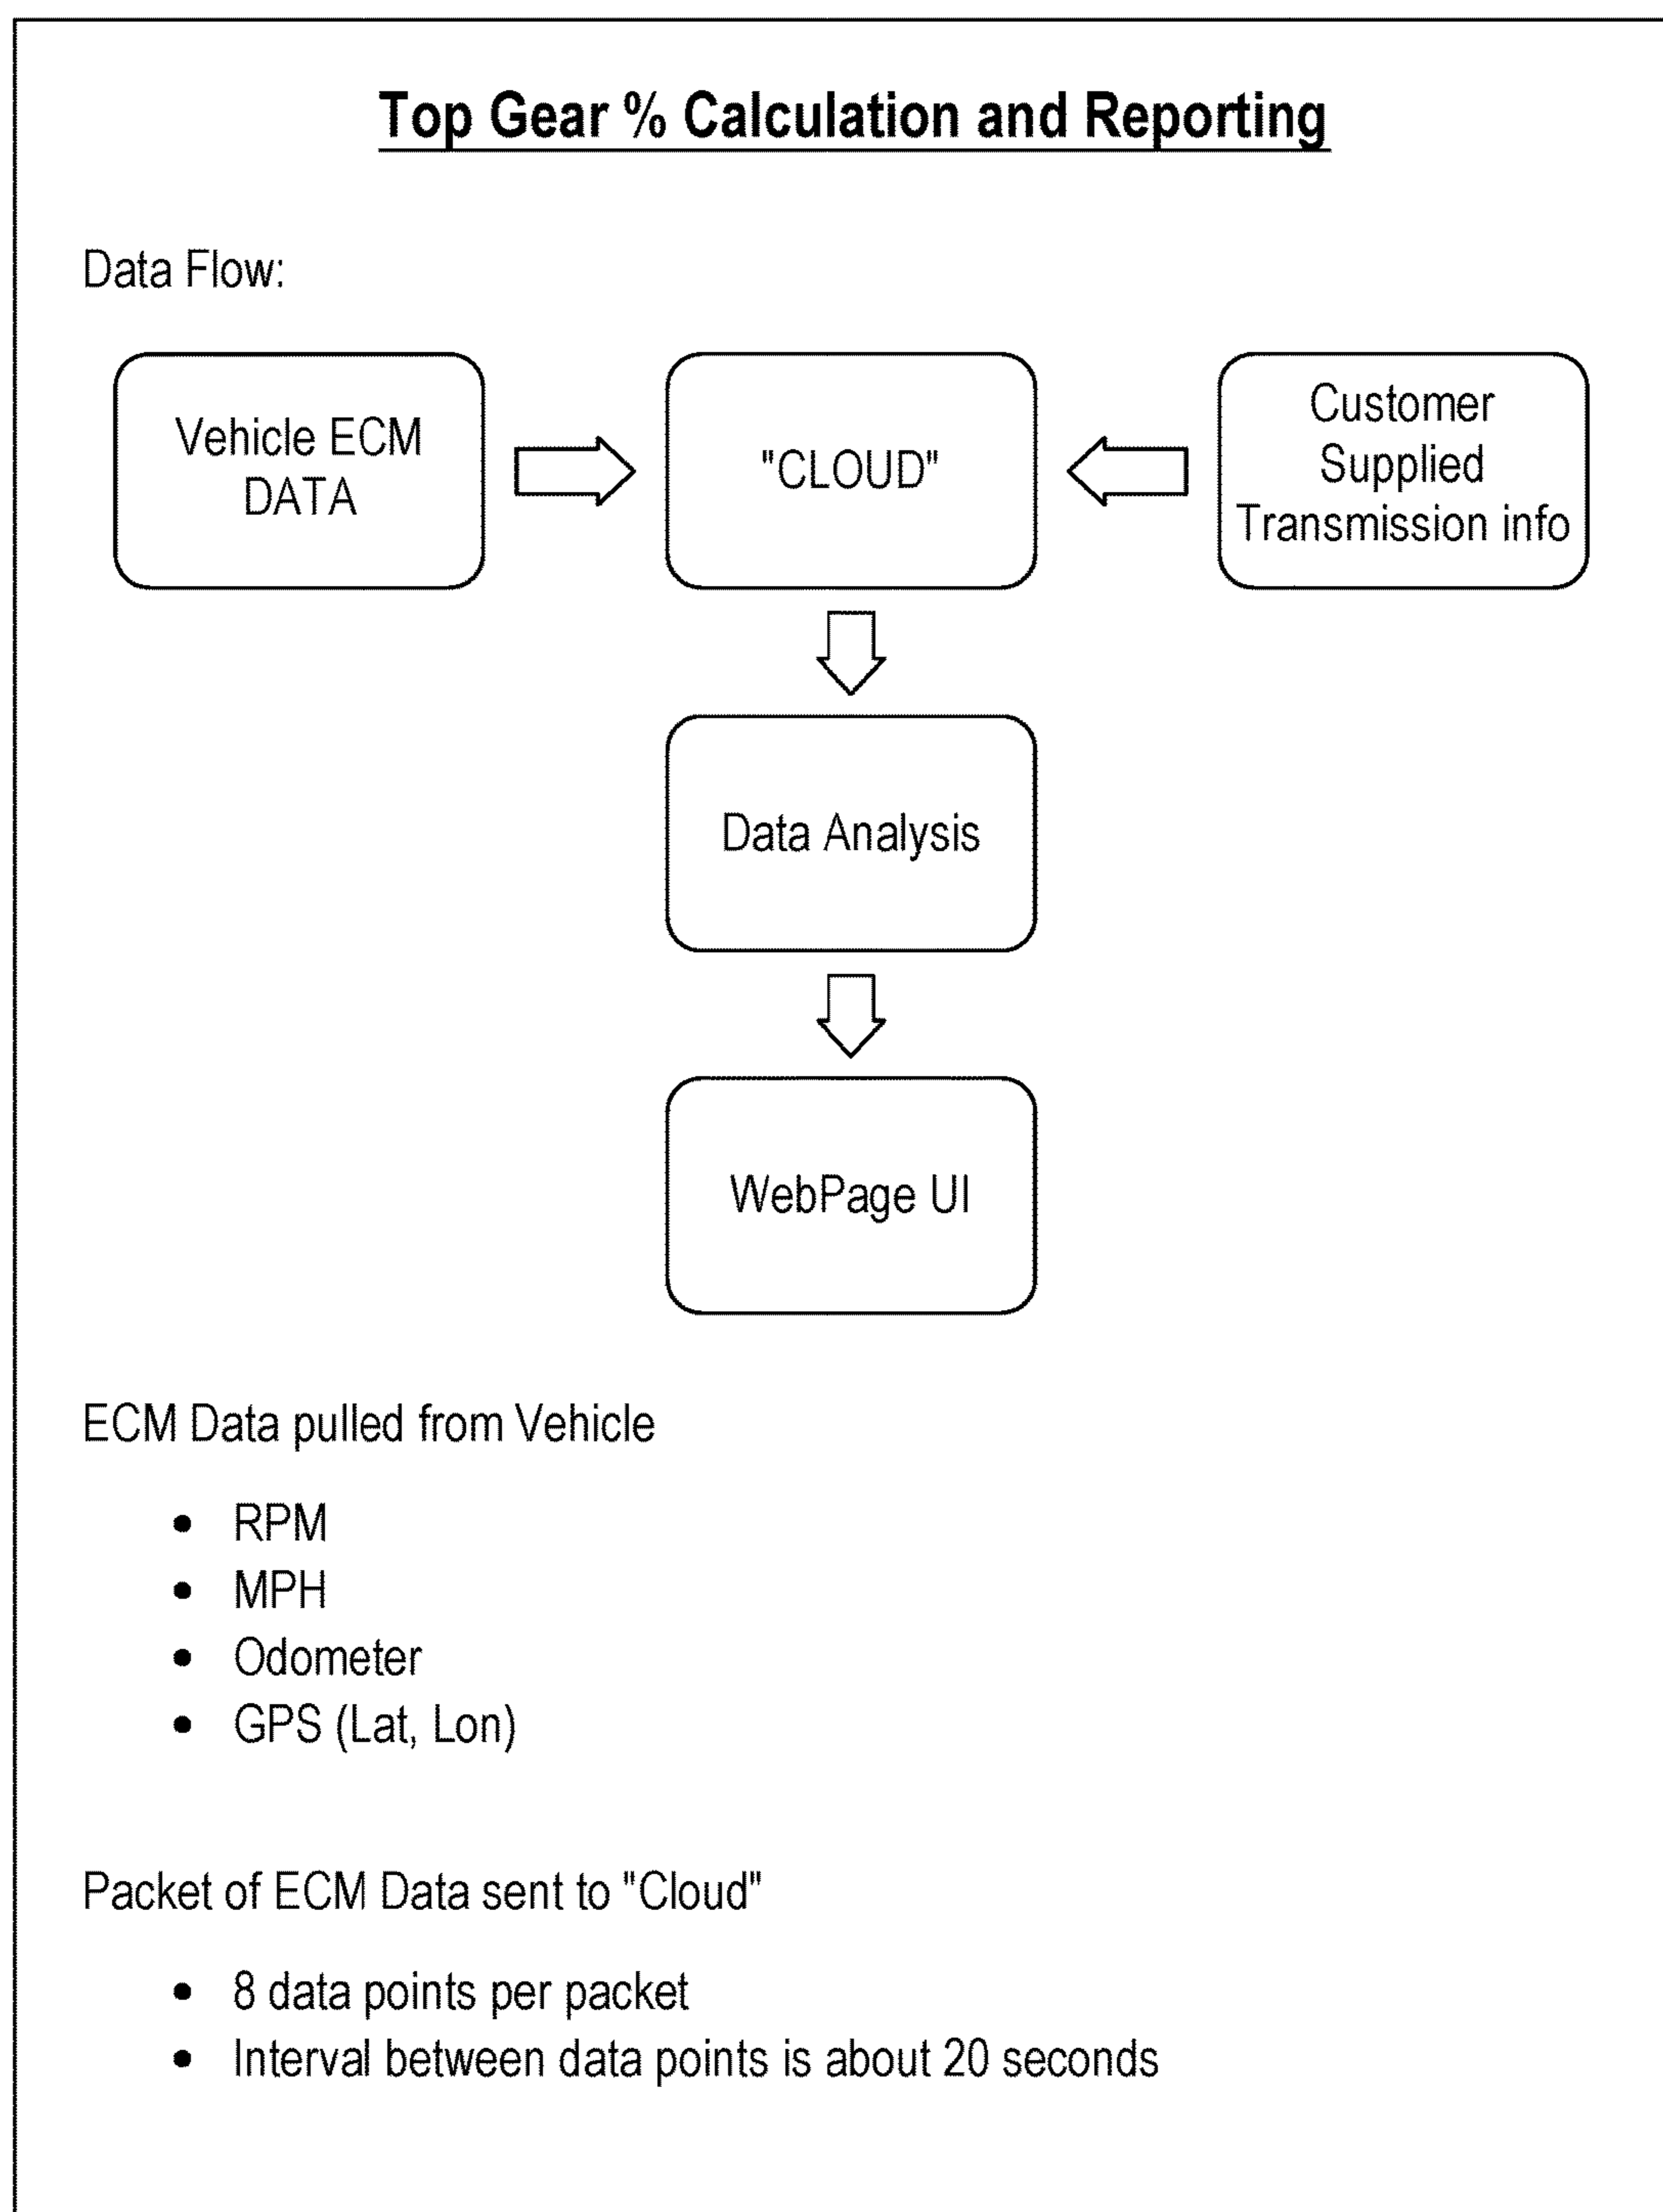 Top Gear % Calculation and Reporting
Data Flow:
Vehicle ECM
DATA
"CLOUD"
Customer
Supplied
Transmission info
Data Analysis
WebPage UI
ECM Data pulled from Vehicle
• RPM
• MPH
• Odometer
• GPS (Lat, Lon)
Packet of ECM Data sent to "Cloud"
• 8 data points per packet
• Interval between data points is about 20 seconds